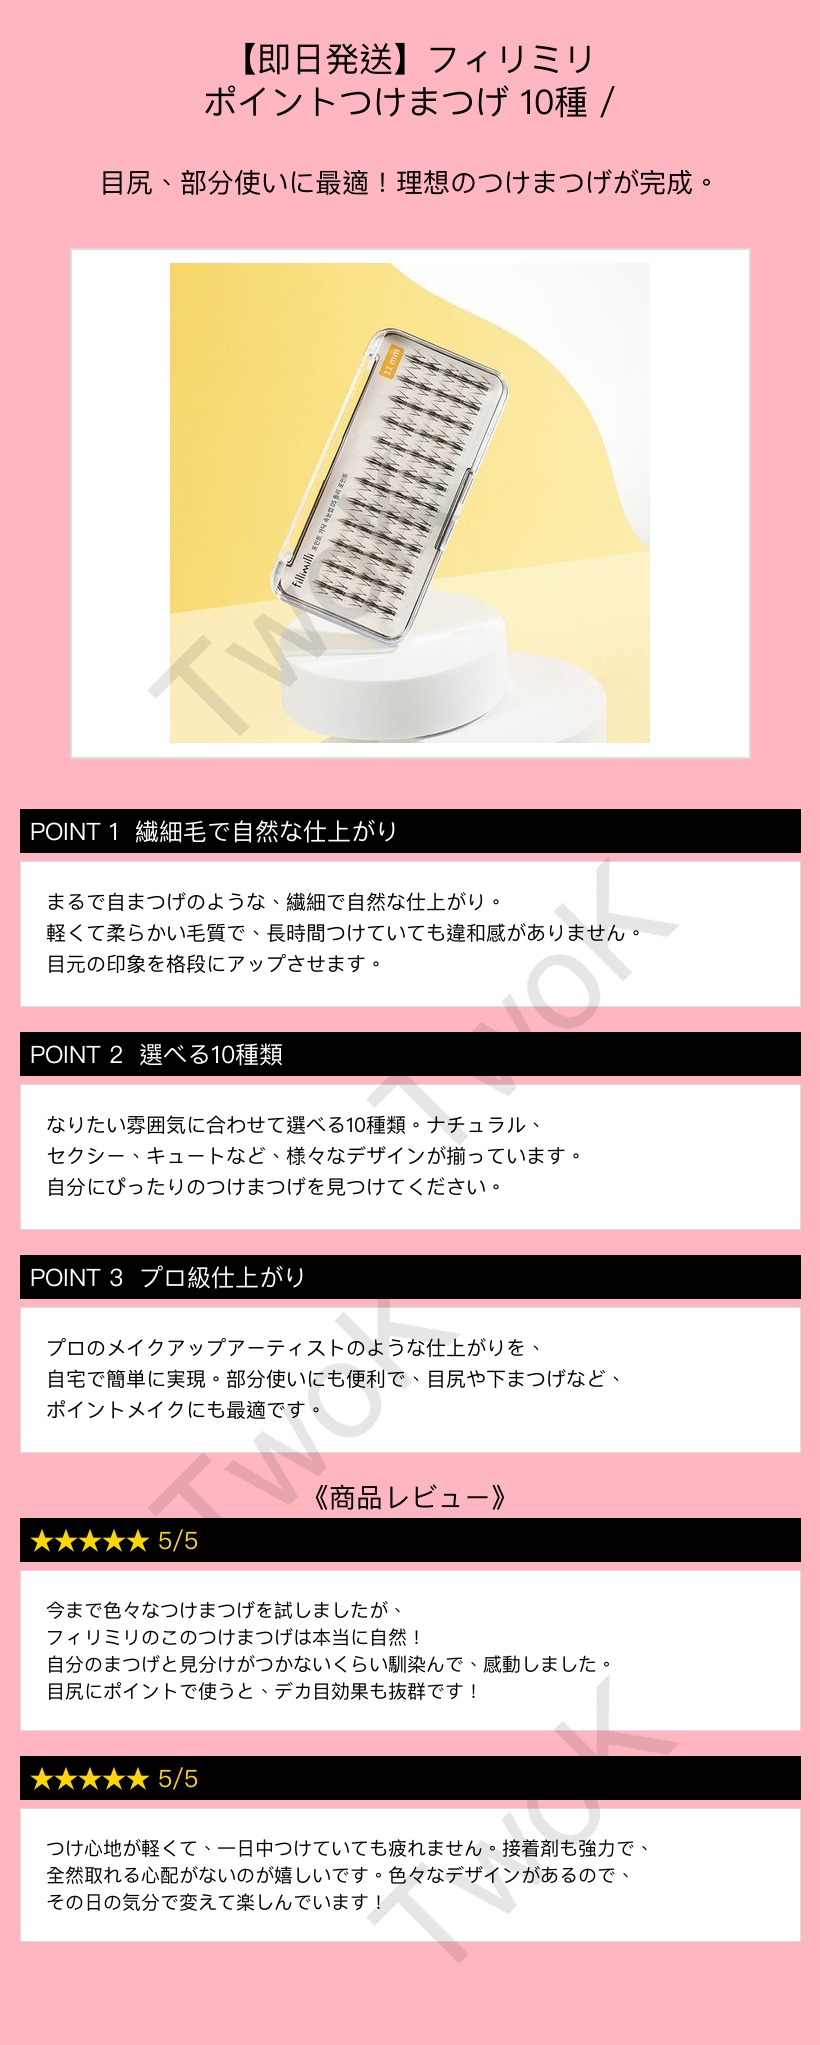 【即日発送】フィリミリ
ポイントつけまつげ 10種 /
目尻、部分使いに最適！理想のつけまつげが完成。
11 mm
fillimilli 포인트 가닥 속눈썹 05 홀리 포인트
TwoK
POINT 1 繊細毛で自然な仕上がり
まるで自まつげのような、繊細で自然な仕上がり。
軽くて柔らかい毛質で、長時間つけていても違和感がありません。
目元の印象を格段にアップさせます。
TwoK
POINT 2 選べる10種類
なりたい雰囲気に合わせて選べる10種類。ナチュラル、
セクシー、キュートなど、様々なデザインが揃っています。
自分にぴったりのつけまつげを見つけてください。
POINT 3 プロ級仕上がり
プロのメイクアップアーティストのような仕上がりを、
自宅で簡単に実現。部分使いにも便利で、目尻や下まつげなど、
ポイントメイクにも最適です。
TwoK
《商品レビュー》
★★★★★ 5/5
今まで色々なつけまつげを試しましたが、
フィリミリのこのつけまつげは本当に自然！
自分のまつげと見分けがつかないくらい馴染んで、感動しました。
目尻にポイントで使うと、デカ目効果も抜群です！
★★★★★ 5/5
つけ心地が軽くて、一日中つけていても疲れません。接着剤も強力で、
全然取れる心配がないのが嬉しいです。色々なデザインがあるので、
その日の気分で変えて楽しんでいます！
TwoK